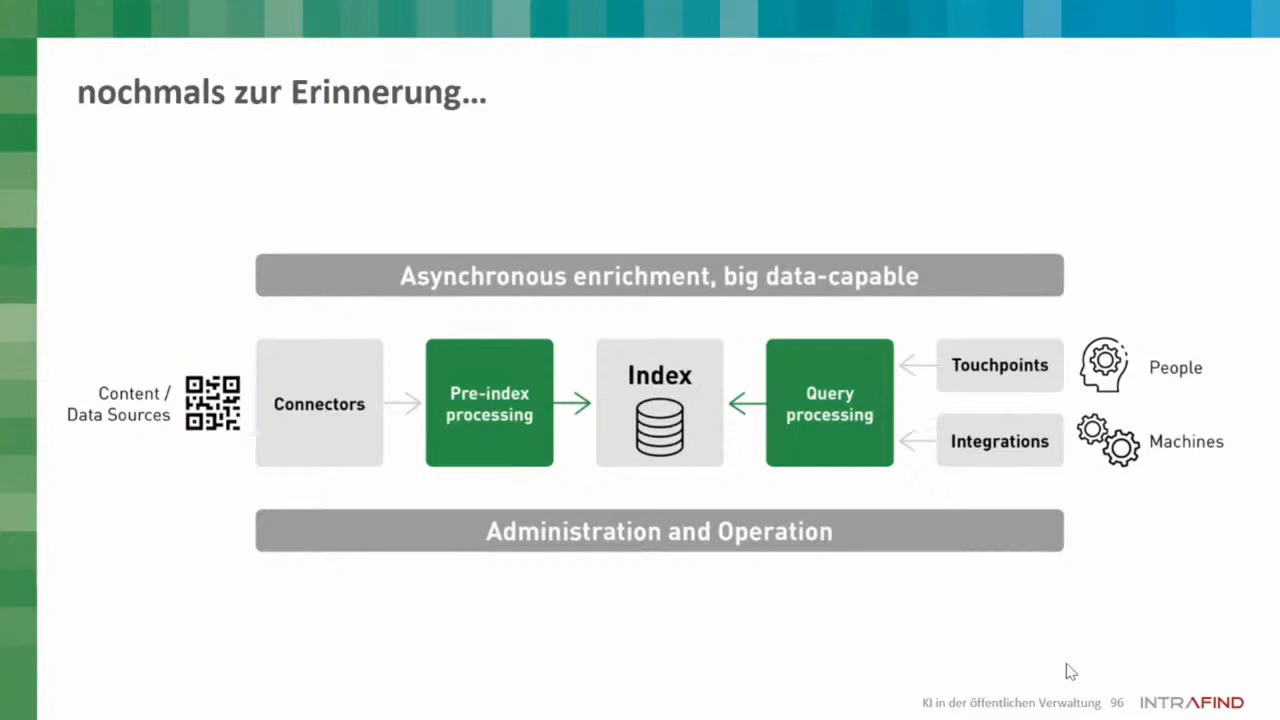 nochmals zur Erinnerung...
Asynchronous enrichment, big data-capable
Content /
Data Sources
Connectors
Pre-index
processing
Index
Query
processing
Touchpoints
People
Integrations
Machines
Administration and Operation
KI in der öffentlichen Verwaltung 96 INTRAFIND